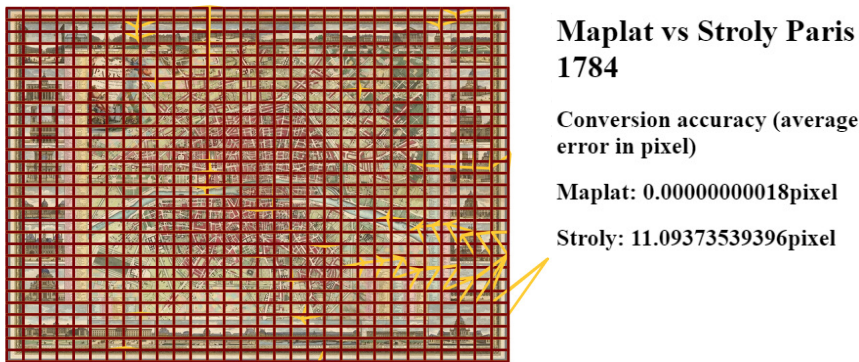 Maplat vs Stroly Paris
1784
Conversion accuracy (average
error in pixel)
Maplat: 0.00000000018pixel
Stroly: 11.09373539396pixel